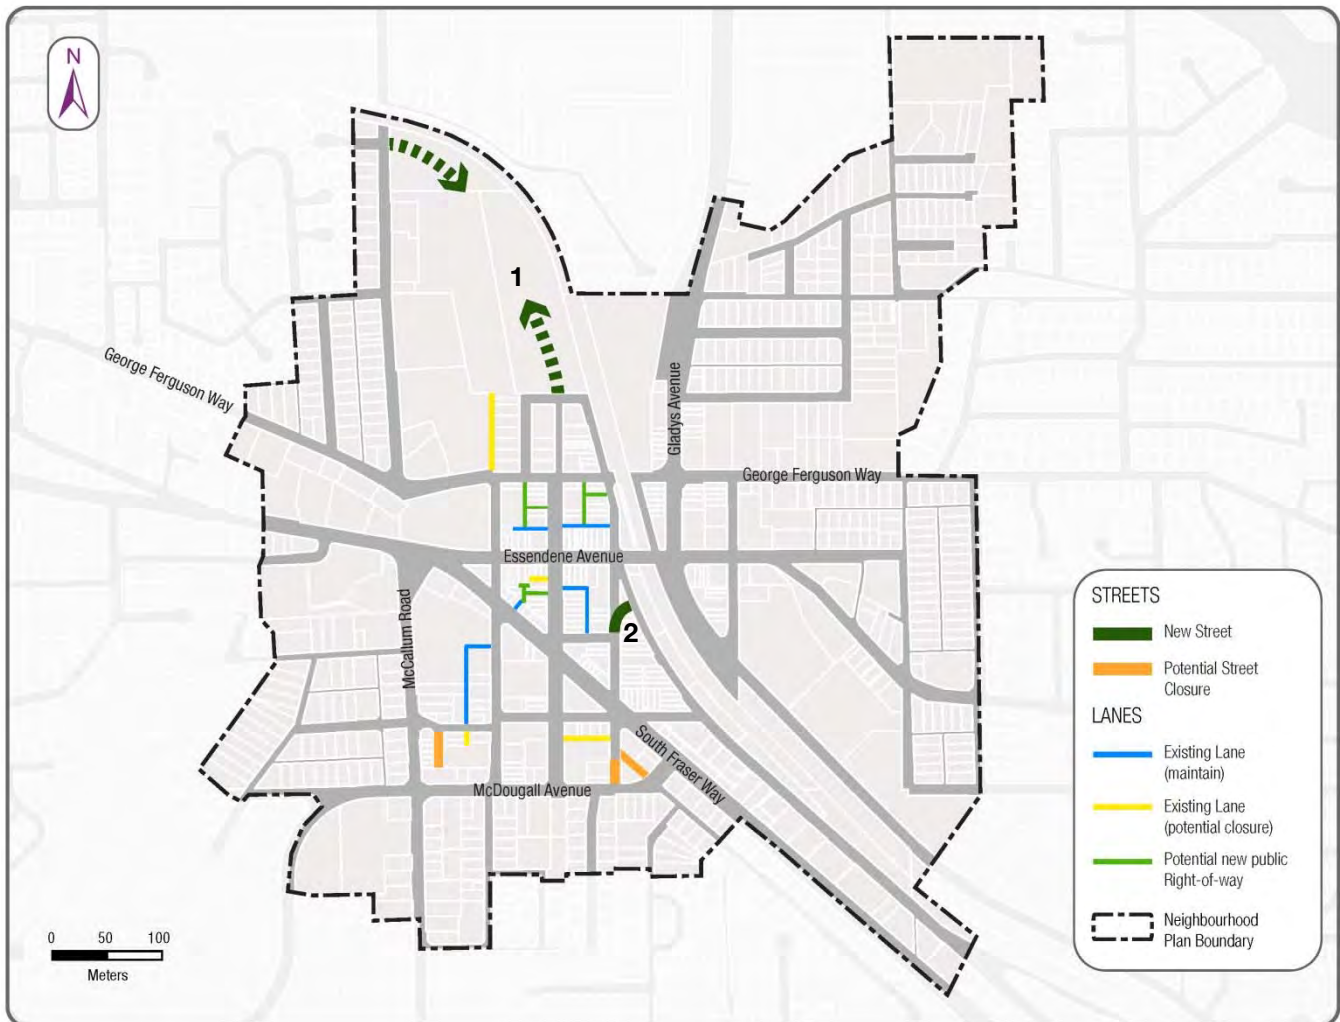 N
1
George Ferguson Way
Gladys Avenue
George Ferguson Way
Essendene Avenue
McCallum Road
2
South Fraser Way
McDougall Avenue
0 50 100
Meters
STREETS
New Street
Potential Street
Closure
LANES
Existing Lane
(maintain)
Existing Lane
(potential closure)
Potential new public
Right-of-way
Neighbourhood
Plan Boundary